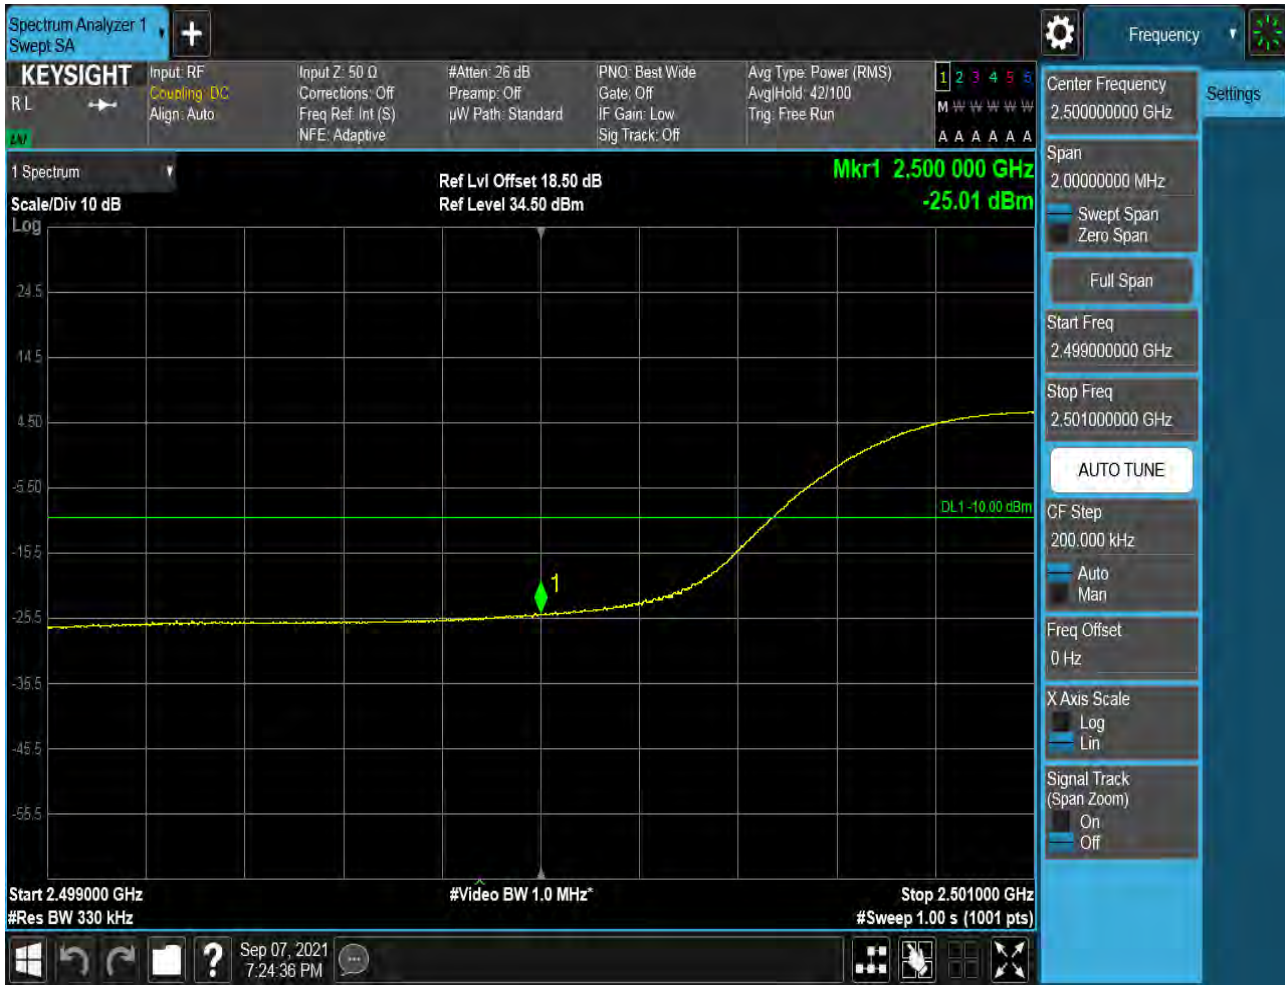 Spectrum Analyzer 1
Swept SA
Frequency
KEYSIGHT
R L
LNI
Input: RF
Coupling: DC
Align: Auto
Input Z: 50 Ω
Corrections: Off
Freq Ref: Int (S)
NFE: Adaptive
#Atten: 26 dB
Preamp: Off
µW Path: Standard
PNO: Best Wide
Gate: Off
IF Gain: Low
Sig Track: Off
Avg Type: Power (RMS)
Avg|Hold: 42/100
Trig: Free Run
1 2 3 4 5 6
M W W W W W
A A A A A A
1 Spectrum
Scale/Div 10 dB
Ref Lvl Offset 18.50 dB
Ref Level 34.50 dBm
Mkr1 2.500 000 GHz
-25.01 dBm
Log
24.5
14.5
4.50
-5.50
-15.5
-25.5
-35.5
-45.5
-55.5
DL1 -10.00 dBm
1
Start 2.499000 GHz
#Res BW 330 kHz
#Video BW 1.0 MHz*
Stop 2.501000 GHz
#Sweep 1.00 s (1001 pts)
Center Frequency
2.500000000 GHz
Settings
Span
2.00000000 MHz
Swept Span
Zero Span
Full Span
Start Freq
2.499000000 GHz
Stop Freq
2.501000000 GHz
AUTO TUNE
CF Step
200.000 kHz
Auto
Man
Freq Offset
0 Hz
X Axis Scale
Log
Lin
Signal Track
(Span Zoom)
On
Off
?
Sep 07, 2021
7:24:36 PM